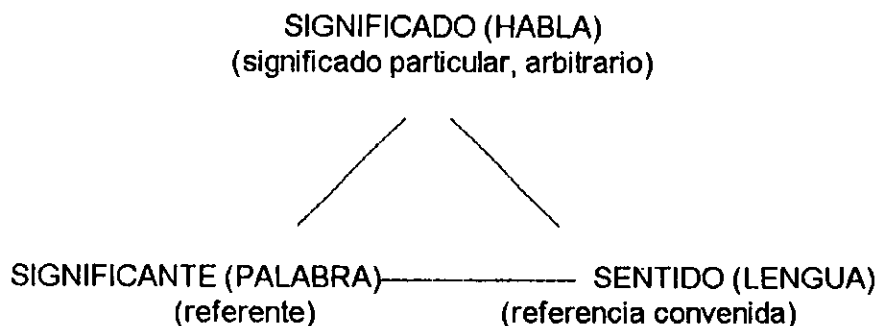 SIGNIFICADO (HABLA)
(significado particular, arbitrario)
SIGNIFICANTE (PALABRA) SENTIDO (LENGUA)
(referente) (referencia convenida)